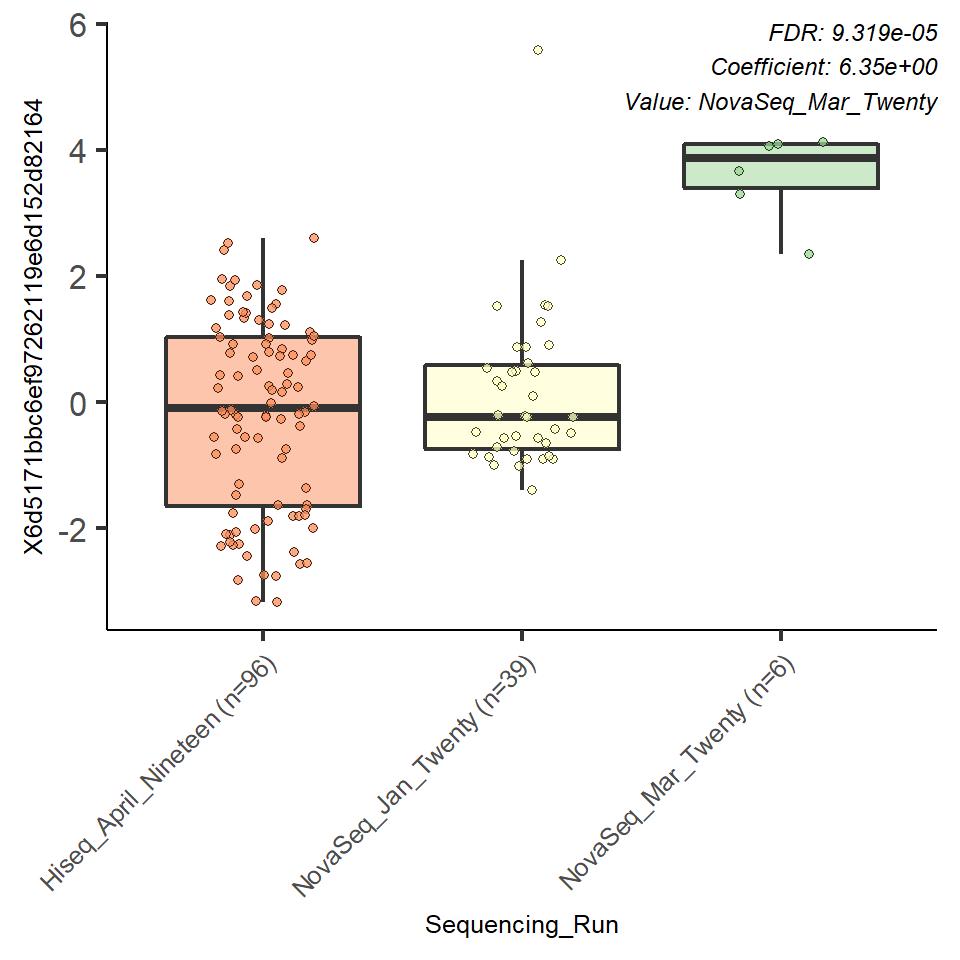 FDR: 9.319e-05
Coefficient: 6.35e+00
Value: NovaSeq_Mar_Twenty
X6d5171bbc6ef97262119e6d152d82164
6
4
2
0
-2
Hiseq_April_Nineteen (n=96)
NovaSeq_Jan_Twenty (n=39)
NovaSeq_Mar_Twenty (n=6)
Sequencing_Run